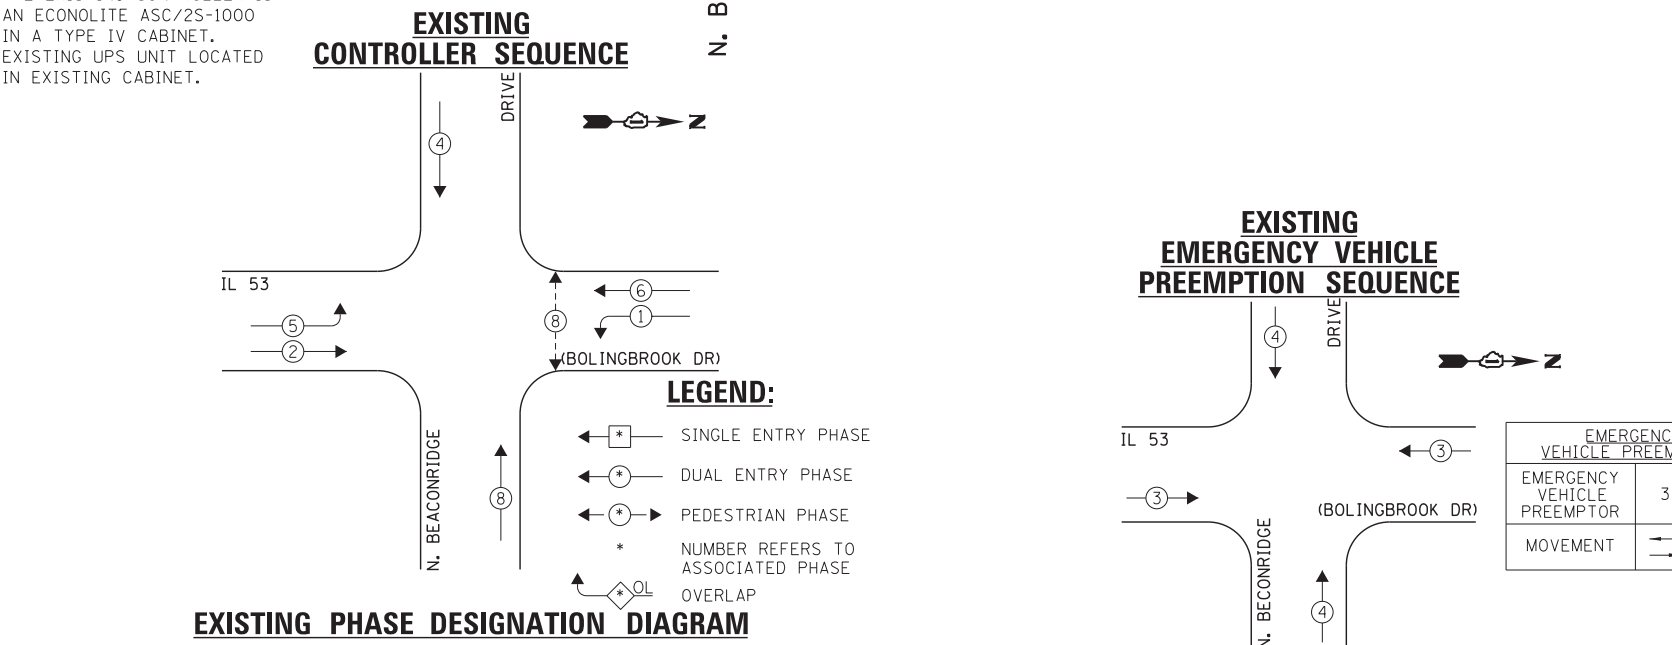 AN ECONOLITE ASC/2S-1000
IN A TYPE IV CABINET.
EXISTING UPS UNIT LOCATED
IN EXISTING CABINET.
EXISTING
CONTROLLER SEQUENCE
N. B
DRIVE
N
4
IL 53
6
5
8
1
2
(BOLINGBROOK DR)
N. BEACONRIDGE
8
LEGEND:
* SINGLE ENTRY PHASE
* DUAL ENTRY PHASE
* PEDESTRIAN PHASE
* NUMBER REFERS TO
ASSOCIATED PHASE
* OL OVERLAP
EXISTING PHASE DESIGNATION DIAGRAM
EXISTING
EMERGENCY VEHICLE
PREEMPTION SEQUENCE
DRIVE
4
N
IL 53
3
3
(BOLINGBROOK DR)
N. BECONRIDGE
4
EMERGENC
VEHICLE PREEM
EMERGENCY
VEHICLE
PREEMPTOR
3
MOVEMENT